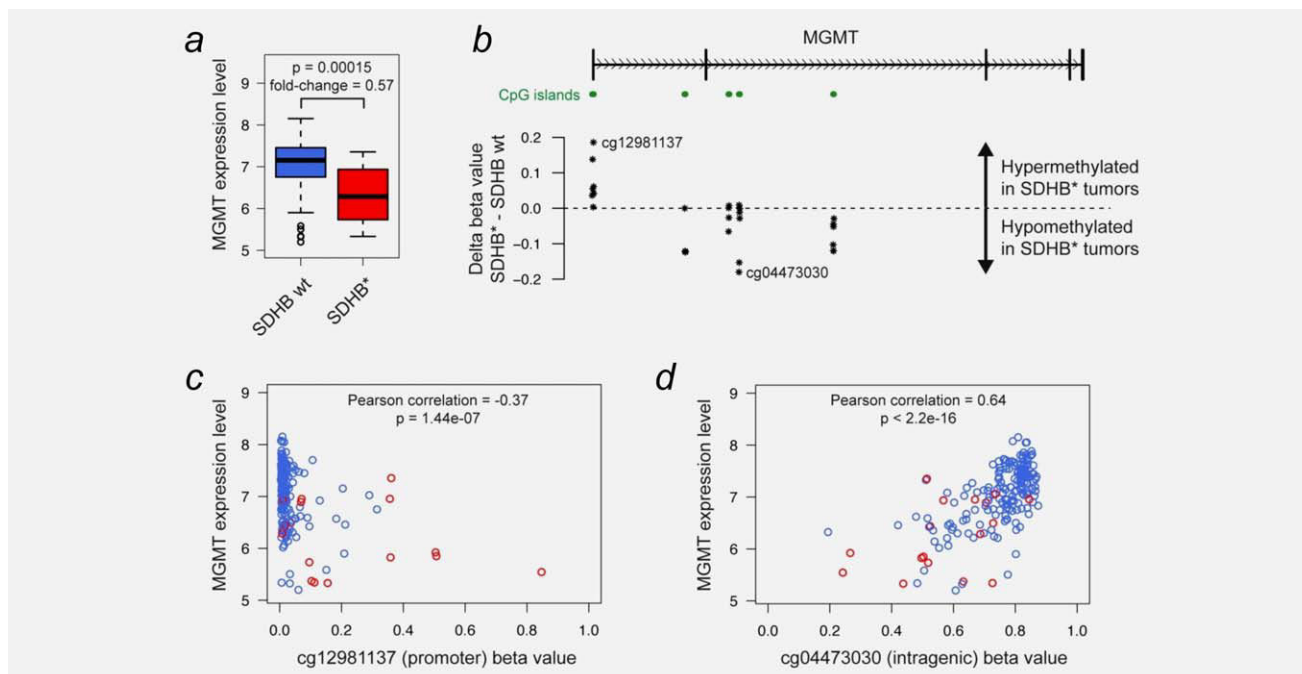 a
p = 0.00015
fold-change = 0.57
MGMT expression level
9
8
7
6
5
SDHB wt
SDHB*
b
MGMT
CpG islands
Delta beta value
SDHB* - SDHB wt
0.2
0.1
0.0
−0.1
−0.2
cg12981137
cg04473030
Hypermethylated
in SDHB* tumors
Hypomethylated
in SDHB* tumors
c
Pearson correlation = -0.37
p = 1.44e-07
MGMT expression level
9
8
7
6
5
0.0 0.2 0.4 0.6 0.8 1.0
cg12981137 (promoter) beta value
d
Pearson correlation = 0.64
p < 2.2e-16
MGMT expression level
9
8
7
6
5
0.0 0.2 0.4 0.6 0.8 1.0
cg04473030 (intragenic) beta value